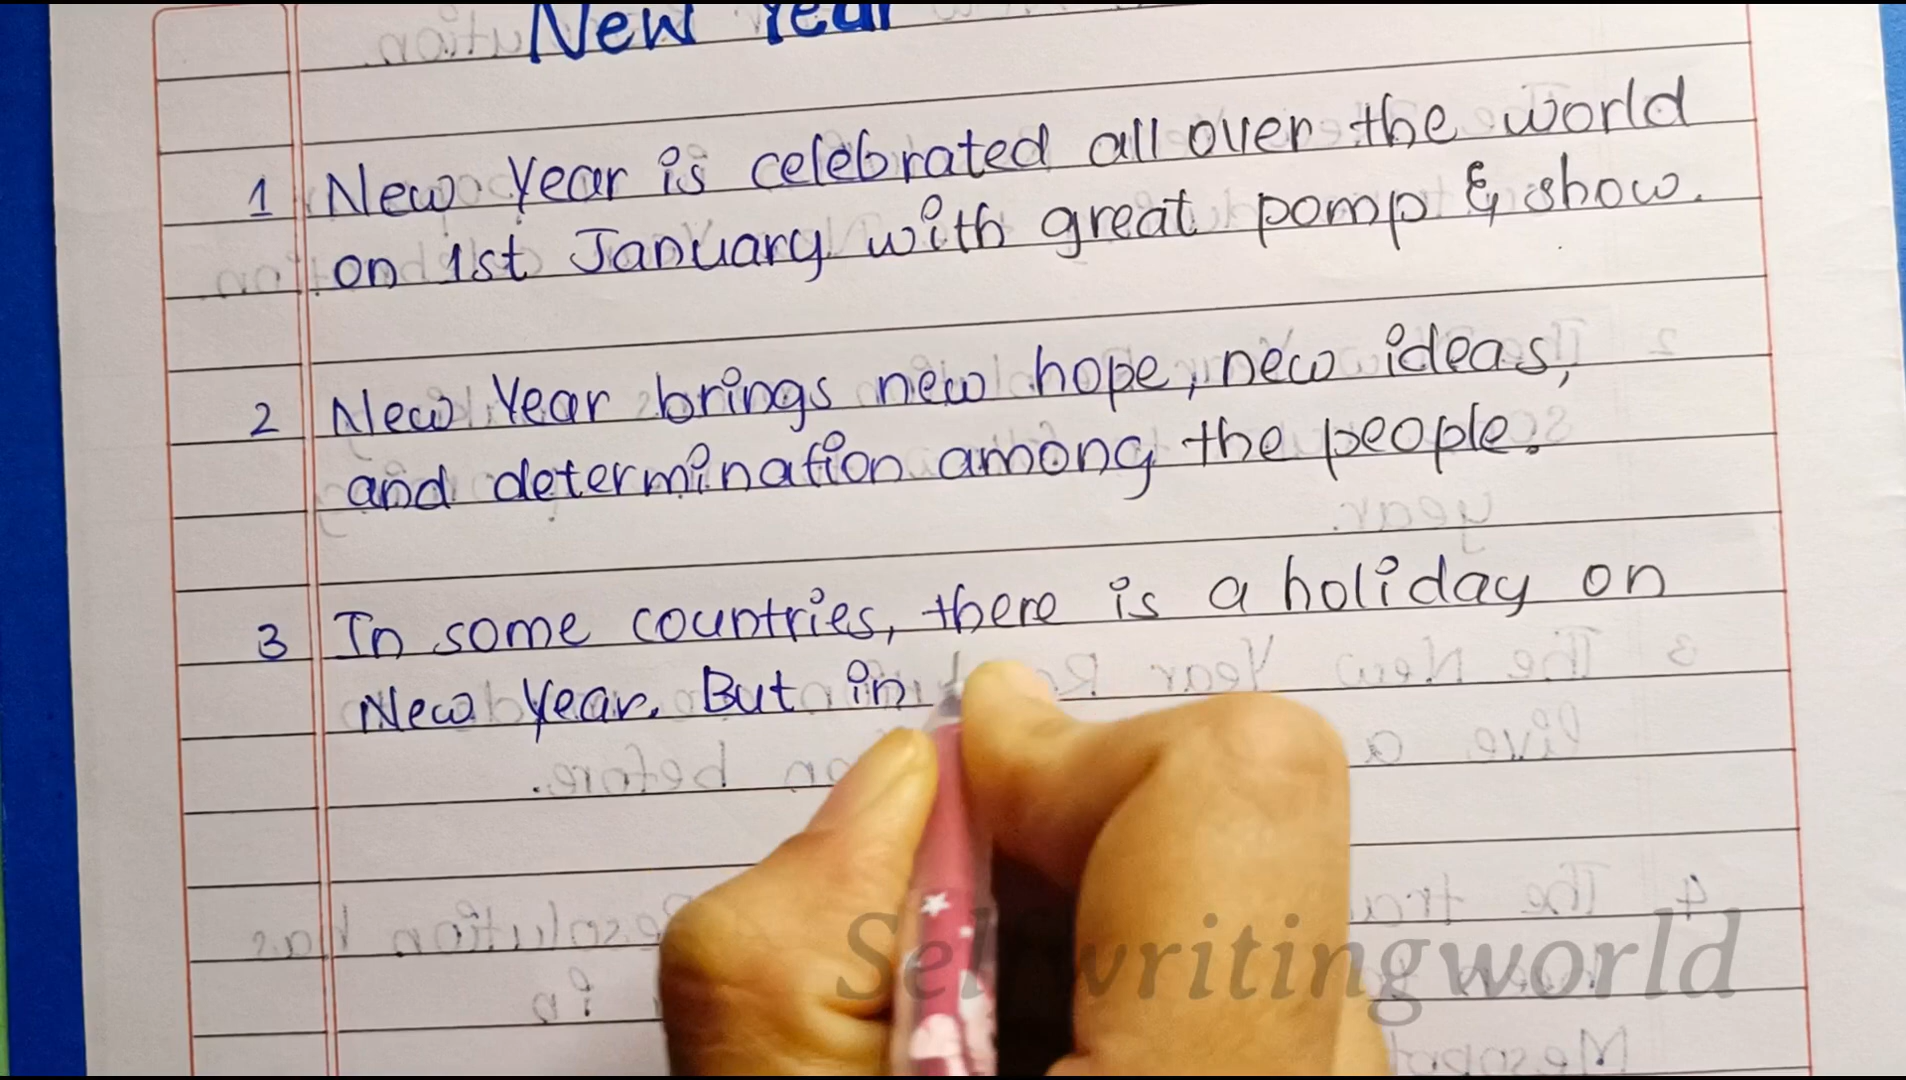 New Year
1 New Year is celebrated all over the world
on 1st January with great pomp & show.
2 New Year brings new hope, new ideas,
and determination among the people.
3 In some countries, there is a holiday on
New Year. But in
Selfwritingworld